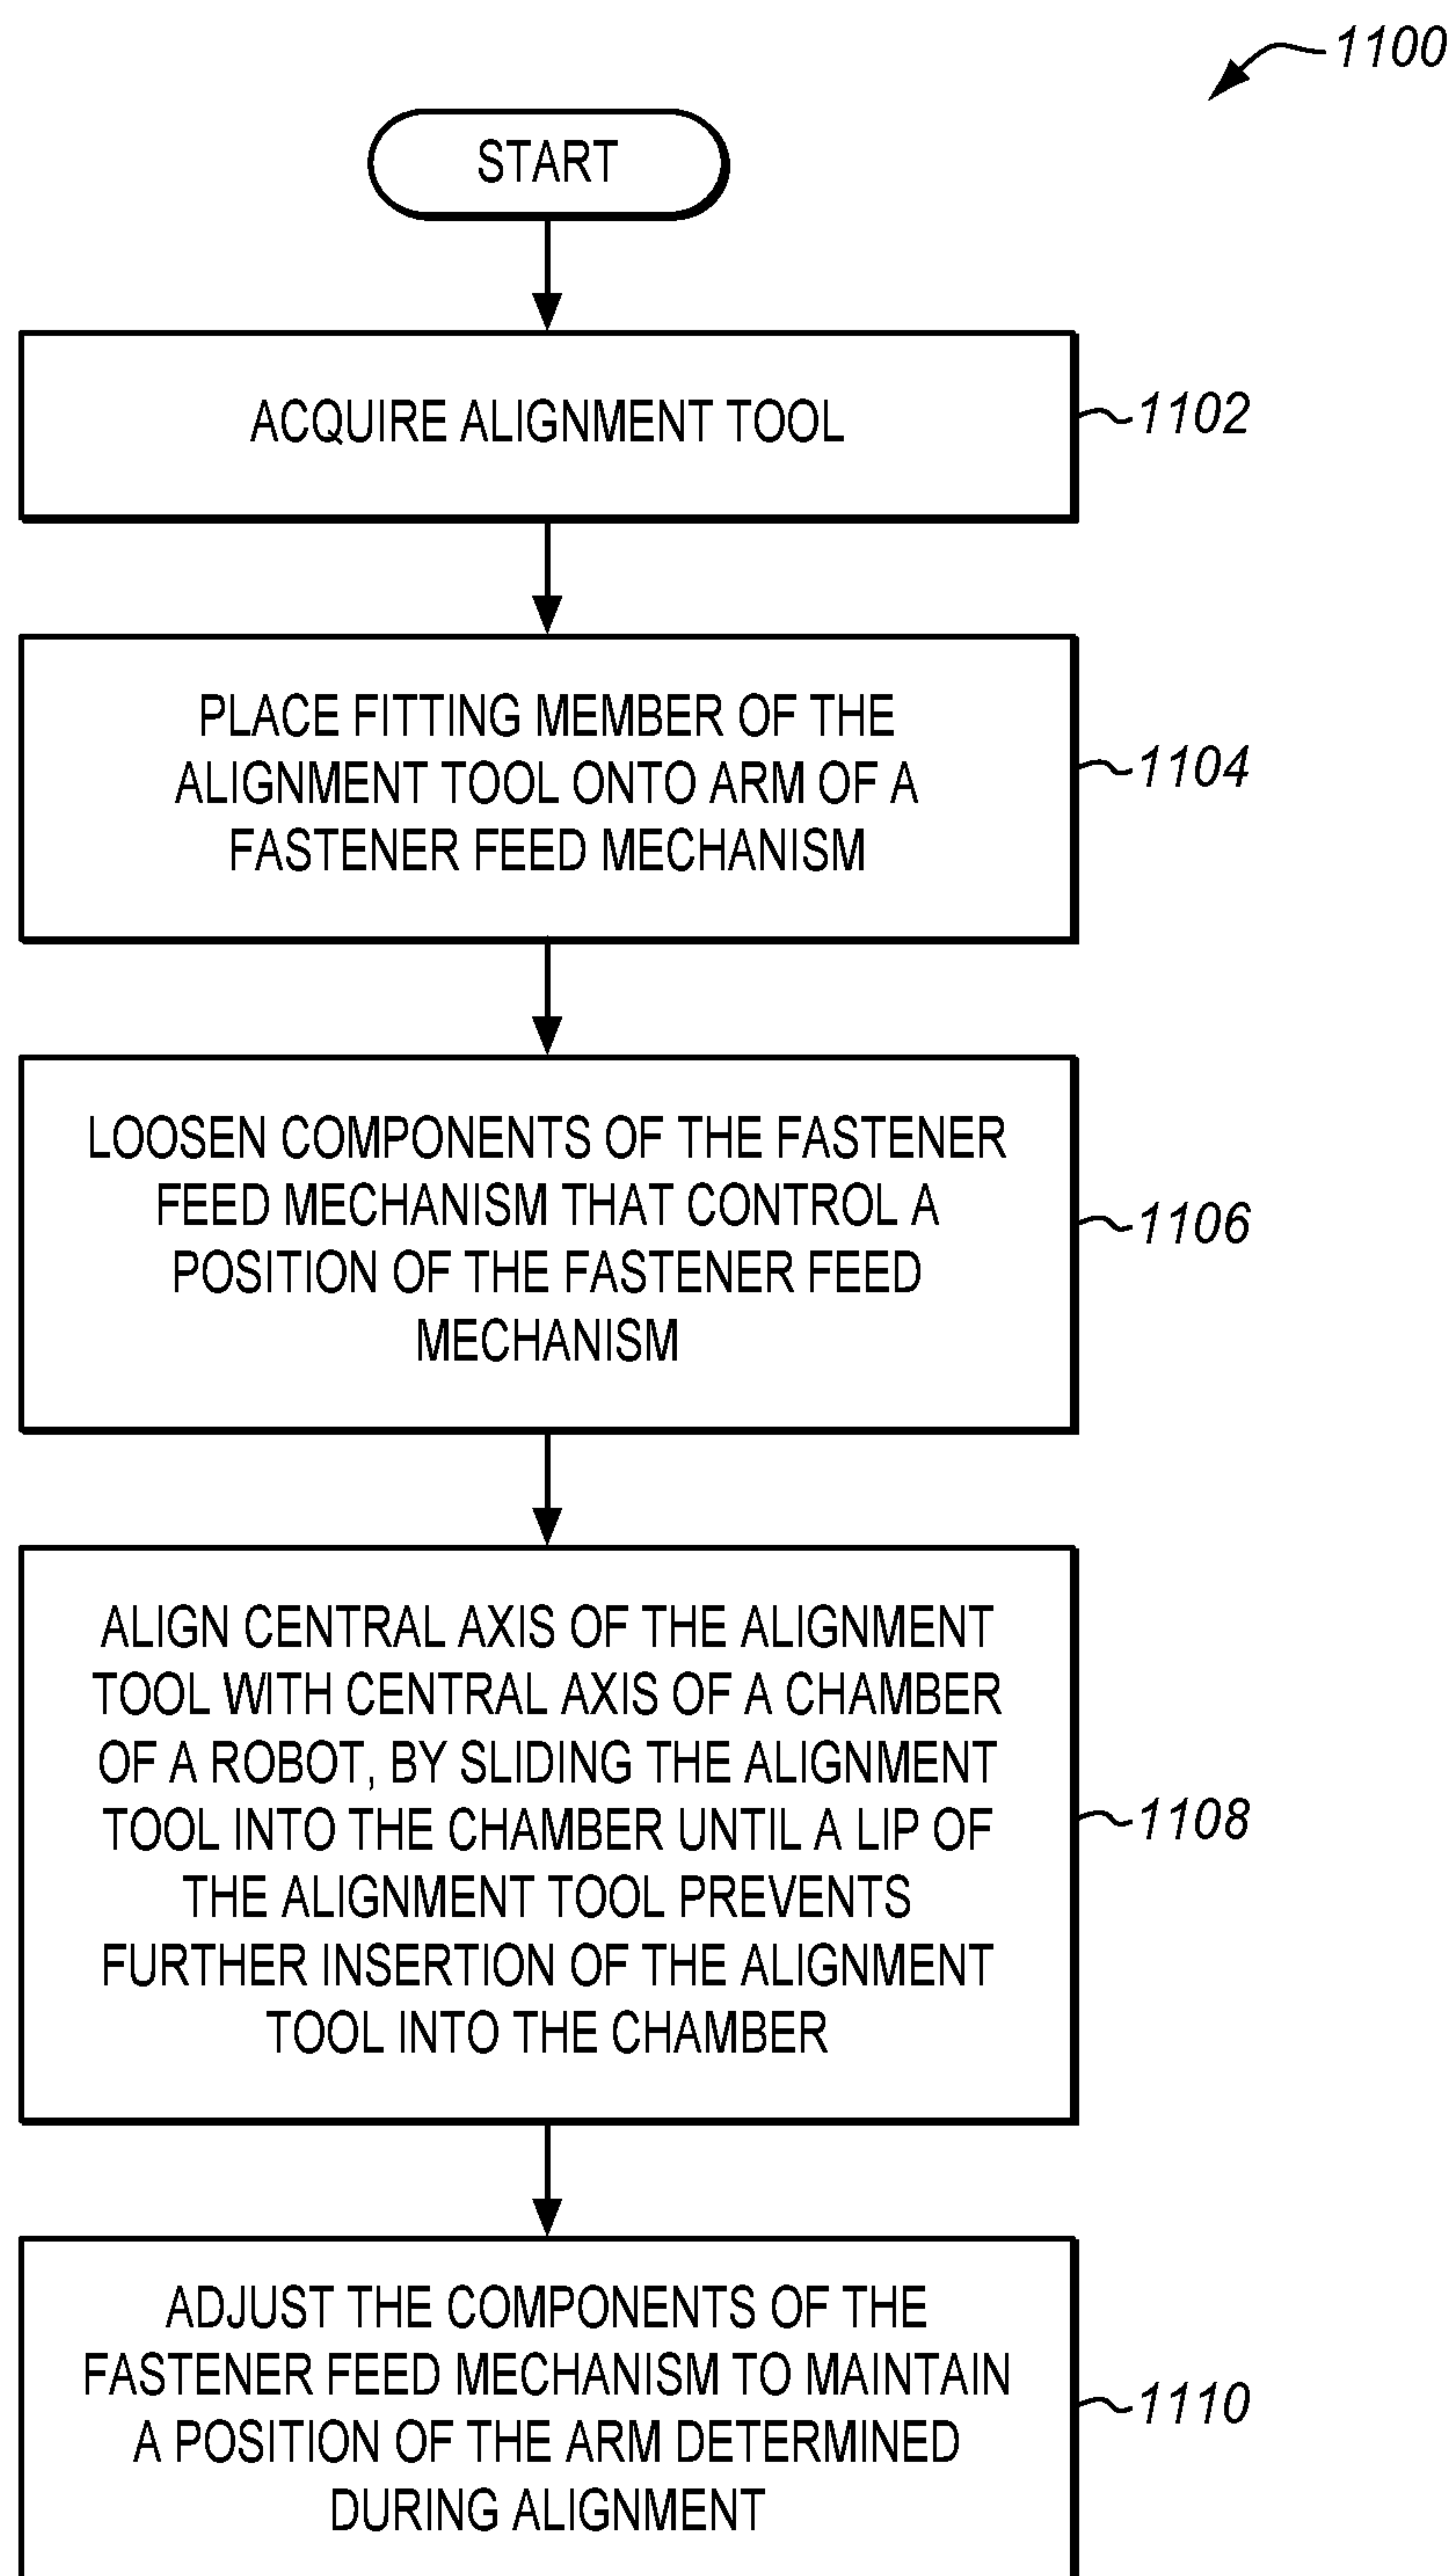 1100
START
ACQUIRE ALIGNMENT TOOL
1102
PLACE FITTING MEMBER OF THE
ALIGNMENT TOOL ONTO ARM OF A
FASTENER FEED MECHANISM
1104
LOOSEN COMPONENTS OF THE FASTENER
FEED MECHANISM THAT CONTROL A
POSITION OF THE FASTENER FEED
MECHANISM
1106
ALIGN CENTRAL AXIS OF THE ALIGNMENT
TOOL WITH CENTRAL AXIS OF A CHAMBER
OF A ROBOT, BY SLIDING THE ALIGNMENT
TOOL INTO THE CHAMBER UNTIL A LIP OF
THE ALIGNMENT TOOL PREVENTS
FURTHER INSERTION OF THE ALIGNMENT
TOOL INTO THE CHAMBER
1108
ADJUST THE COMPONENTS OF THE
FASTENER FEED MECHANISM TO MAINTAIN
A POSITION OF THE ARM DETERMINED
DURING ALIGNMENT
1110